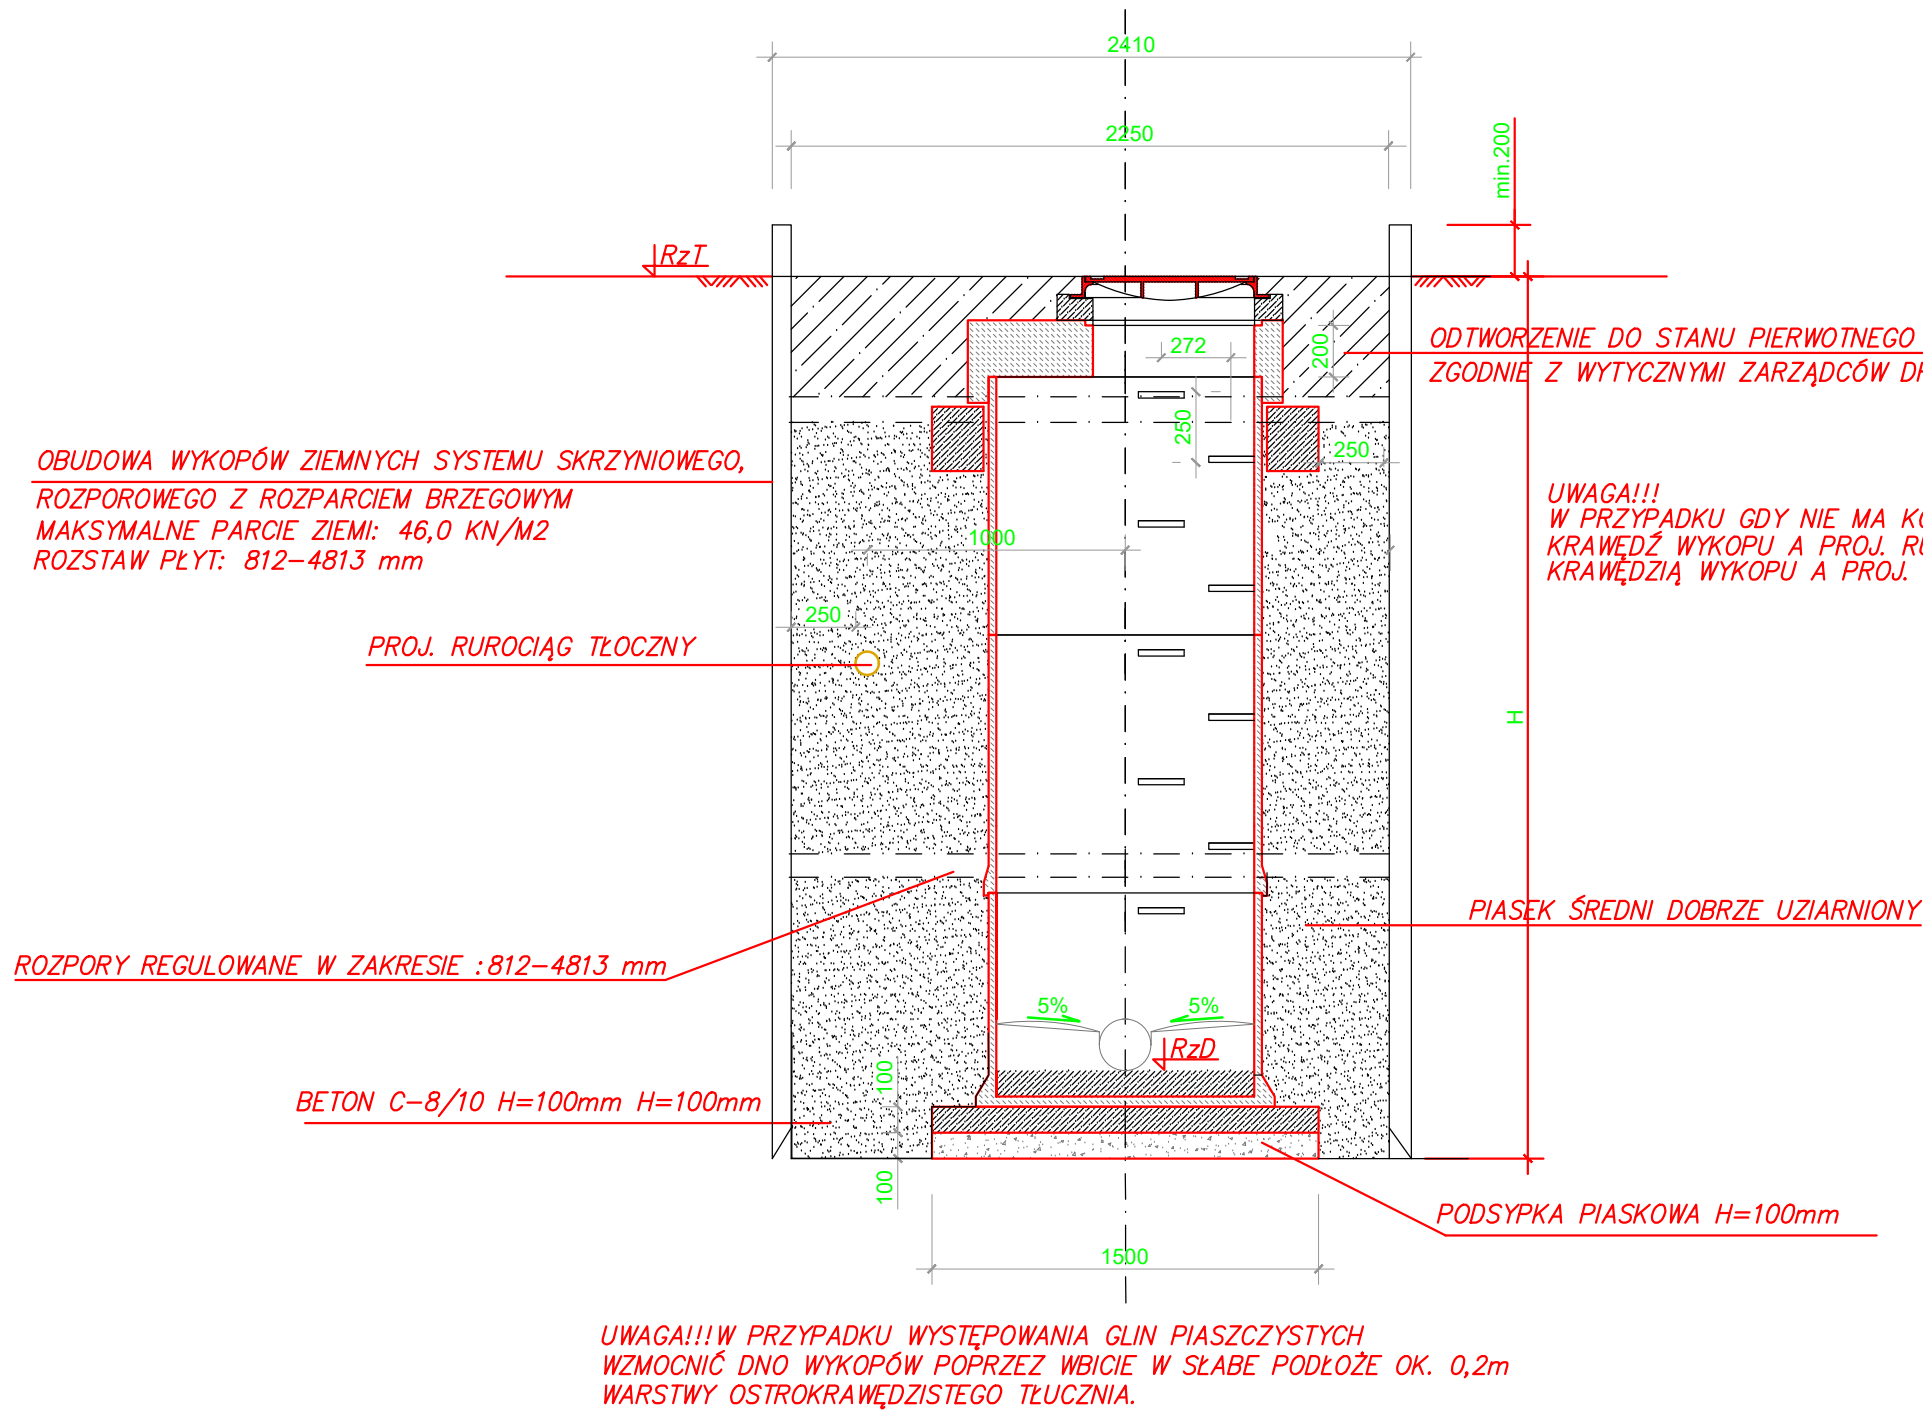 2410
2250
min.200
RzT
ODTWORZENIE DO STANU PIERWOTNEGO
ZGODNIE Z WYTYCZNYMI ZARZĄDCÓW
272
200
250
250
OBUDOWA WYKOPÓW ZIEMNYCH SYSTEMU SKRZYNIOWEGO,
ROZPOROWEGO Z ROZPARCIEM BRZEGOWYM
MAKSYMALNE PARCIE ZIEMI: 46,0 KN/M2
ROZSTAW PŁYT: 812-4813 mm
UWAGA!!!
W PRZYPADKU GDY NIE MA
KRAWĘDŹ WYKOPU A PROJ.
KRAWĘDZIĄ WYKOPU A PROJ.
1000
250
PROJ. RUROCIĄG TŁOCZNY
H
PIASEK ŚREDNI DOBRZE UZIARNIONY
ROZPORY REGULOWANE W ZAKRESIE :812-4813 mm
5%
5%
RzD
100
BETON C-8/10 H=100mm H=100mm
100
PODSYPKA PIASKOWA H=100mm
1500
UWAGA!!!W PRZYPADKU WYSTĘPOWANIA GLIN PIASZCZYSTYCH,
WZMOCNIĆ DNO WYKOPÓW POPRZEZ WBICIE W SŁABE PODŁOŻE OK. 0,2m
WARSTWY OSTROKRAWĘDZISTEGO TŁUCZNIA.